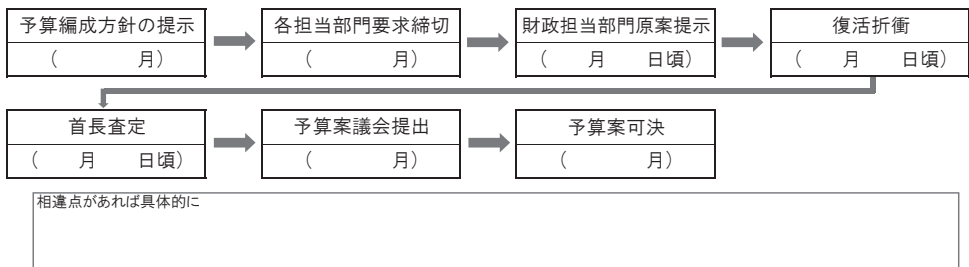 予算編成方針の提示
（　　　　月）
各担当部門要求締切
（　　　　月）
財政担当部門原案提示
（　　月　　日頃）
復活折衝
（　　月　　日頃）
首長査定
（　　月　　日頃）
予算案議会提出
（　　　　月）
予算案可決
（　　　　月）
相違点があれば具体的に